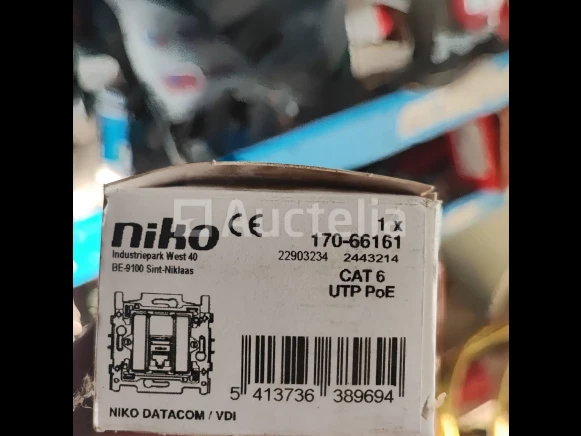 Auctelia
niko CE
1 x
Industriepark West 40
BE-9100 Sint-Niklaas
170-66161
22903234 2443214
CAT 6
UTP PoE
5 413736 389694
NIKO DATACOM / VDI